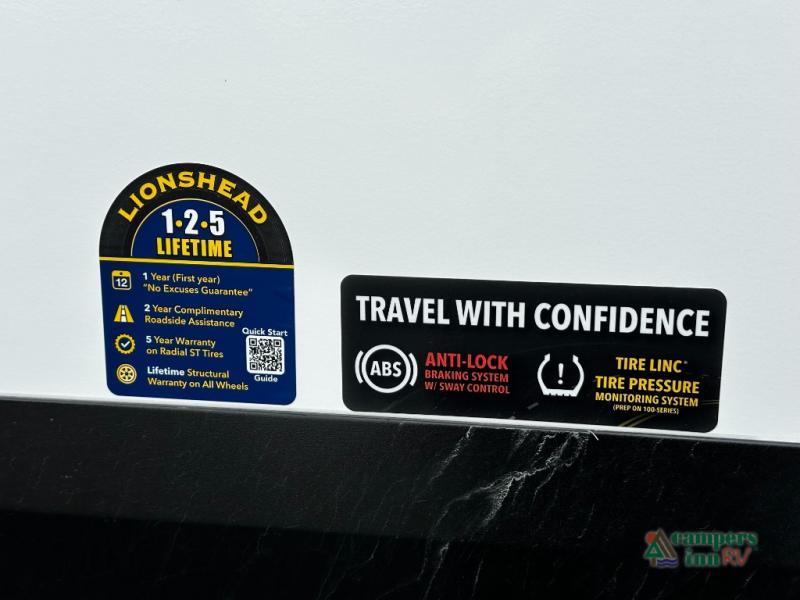 LIONSHEAD
1·2·5
LIFETIME
12
1 Year (First year)
"No Excuses Guarantee"
2 Year Complimentary
Roadside Assistance
5 Year Warranty
on Radial ST Tires
Lifetime Structural
Warranty on All Wheels
Quick Start
Guide
TRAVEL WITH CONFIDENCE
ABS
ANTI-LOCK
BRAKING SYSTEM
W/ SWAY CONTROL
!
TIRE LINC™
TIRE PRESSURE
MONITORING SYSTEM
(PREP ON 100-SERIES)
campers
inn RV